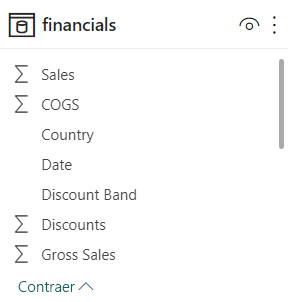 financials
Sales
COGS
Country
Date
Discount Band
Discounts
Gross Sales
Contraer